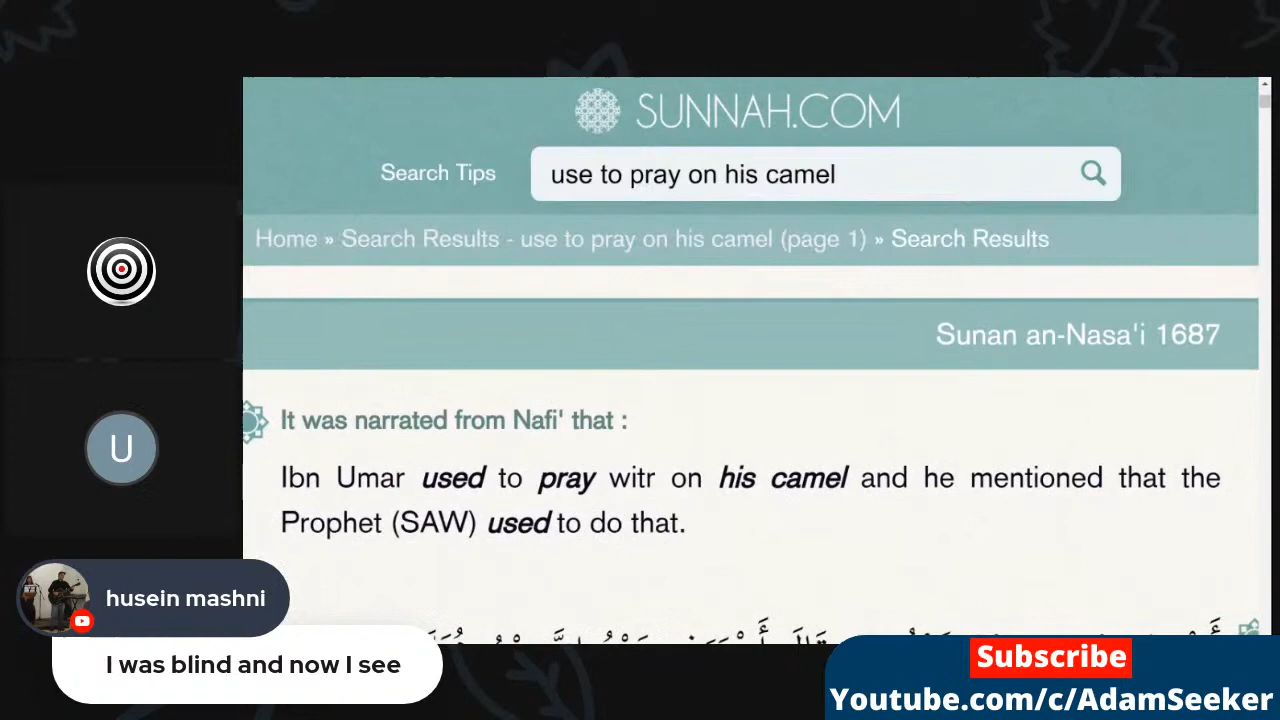 SUNNAH.COM
Search Tips
use to pray on his camel
Home » Search Results - use to pray on his camel (page 1) » Search Results
Sunan an-Nasa'i 1687
It was narrated from Nafi' that :
Ibn Umar used to pray witr on his camel and he mentioned that the
Prophet (SAW) used to do that.
U
husein mashni
I was blind and now I see
Subscribe
Youtube.com/c/AdamSeeker